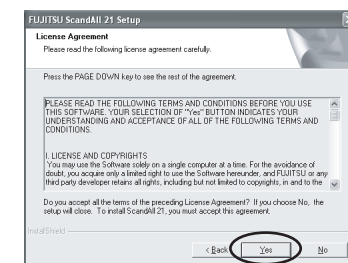 FUJITSU ScandAll 21 Setup
License Agreement
Please read the following license agreement carefully.
Press the PAGE DOWN key to see the rest of the agreement.
PLEASE READ THE FOLLOWING TERMS AND CONDITIONS BEFORE YOU USE
THIS SOFTWARE. YOUR SELECTION OF "Yes" BUTTON INDICATES YOUR
UNDERSTANDING AND ACCEPTANCE OF ALL OF THE FOLLOWING TERMS AND
CONDITIONS.
I. LICENSE AND COPYRIGHTS
You may use the Software solely on a single computer at a time. For the avoidance of
doubt, you acquire only a limited right to use the Software hereunder, and FUJITSU or any
third party developer retains all rights, including but not limited to copyrights, in and to the
Do you accept all the terms of the preceding License Agreement? If you choose No, the
setup will close. To install ScandAll 21, you must accept this agreement.
InstallShield
< Back Yes No